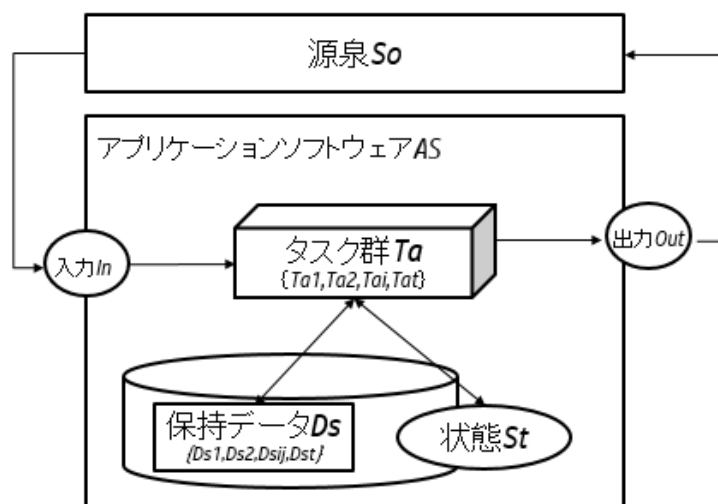 源泉So
アプリケーションソフトウェアAS
入力In
タスク群Ta
{Ta1,Ta2,Tai,Tat}
出力Out
保持データDs
{Ds1,Ds2,Dsij,Dst}
状態St